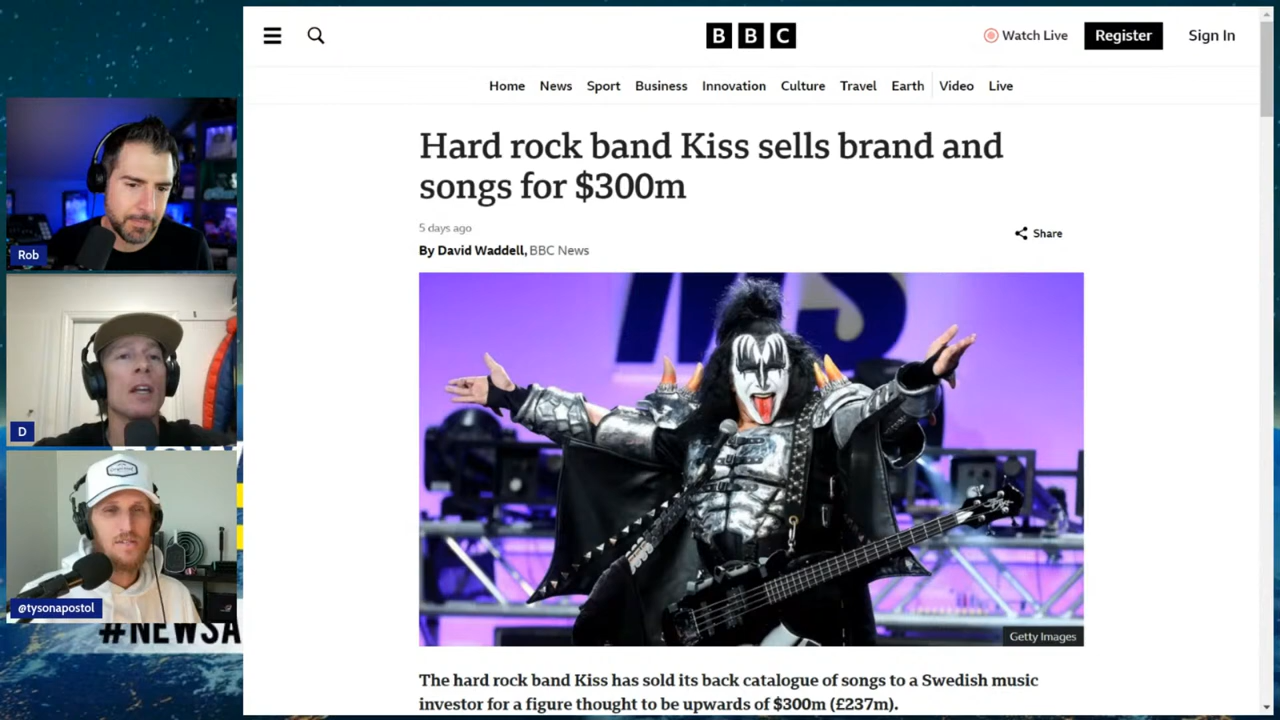 BBC
Watch Live
Register
Sign In
Home News Sport Business Innovation Culture Travel Earth Video Live
Hard rock band Kiss sells brand and
songs for $300m
5 days ago
Share
By David Waddell, BBC News
Getty Images
The hard rock band Kiss has sold its back catalogue of songs to a Swedish music
investor for a figure thought to be upwards of $300m (£237m).
Rob
D
@tysonapostol
#NEWSA